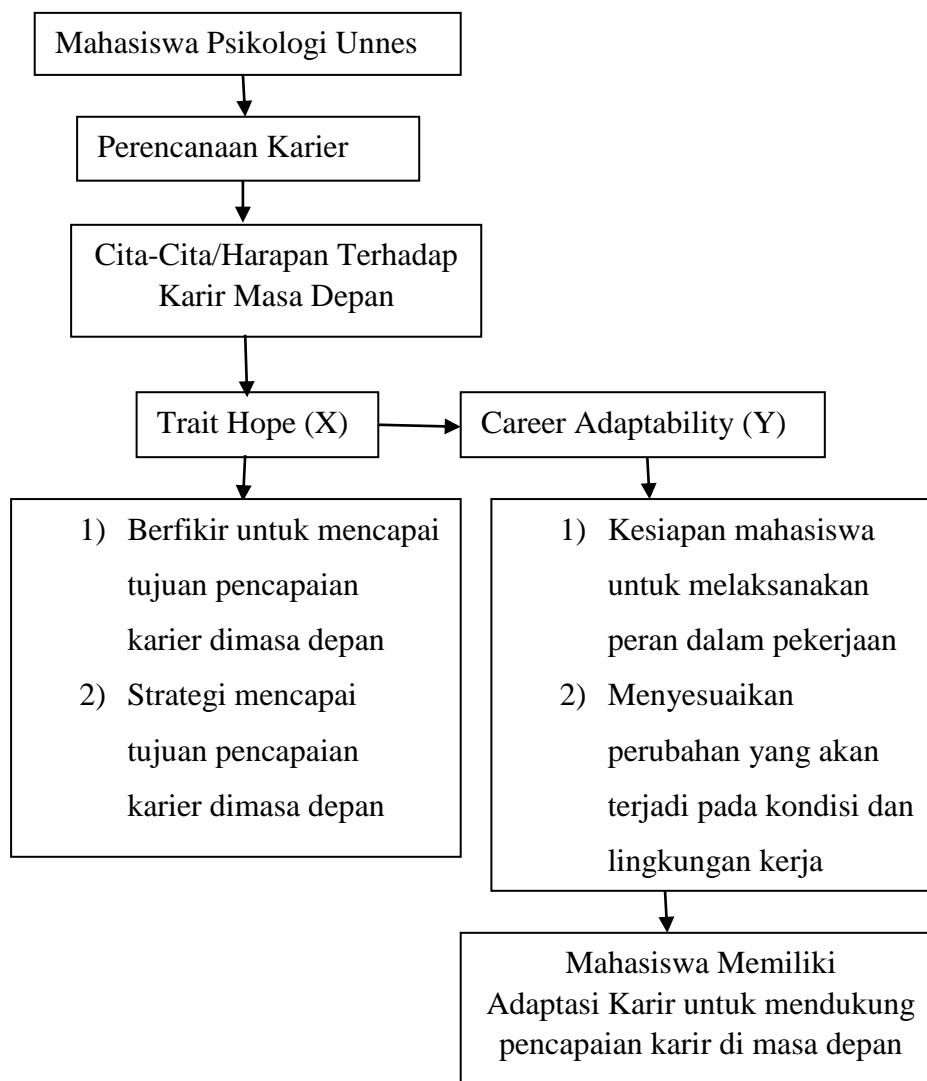 Mahasiswa Psikologi Unnes
Perencanaan Karier
Cita-Cita/Harapan Terhadap
Karir Masa Depan
Trait Hope (X)
Career Adaptability (Y)
1) Berfikir untuk mencapai
tujuan pencapaian
karier dimasa depan
2) Strategi mencapai
tujuan pencapaian
karier dimasa depan
1) Kesiapan mahasiswa
untuk melaksanakan
peran dalam pekerjaan
2) Menyesuaikan
perubahan yang akan
terjadi pada kondisi dan
lingkungan kerja
Mahasiswa Memiliki
Adaptasi Karir untuk mendukung
pencapaian karir di masa depan